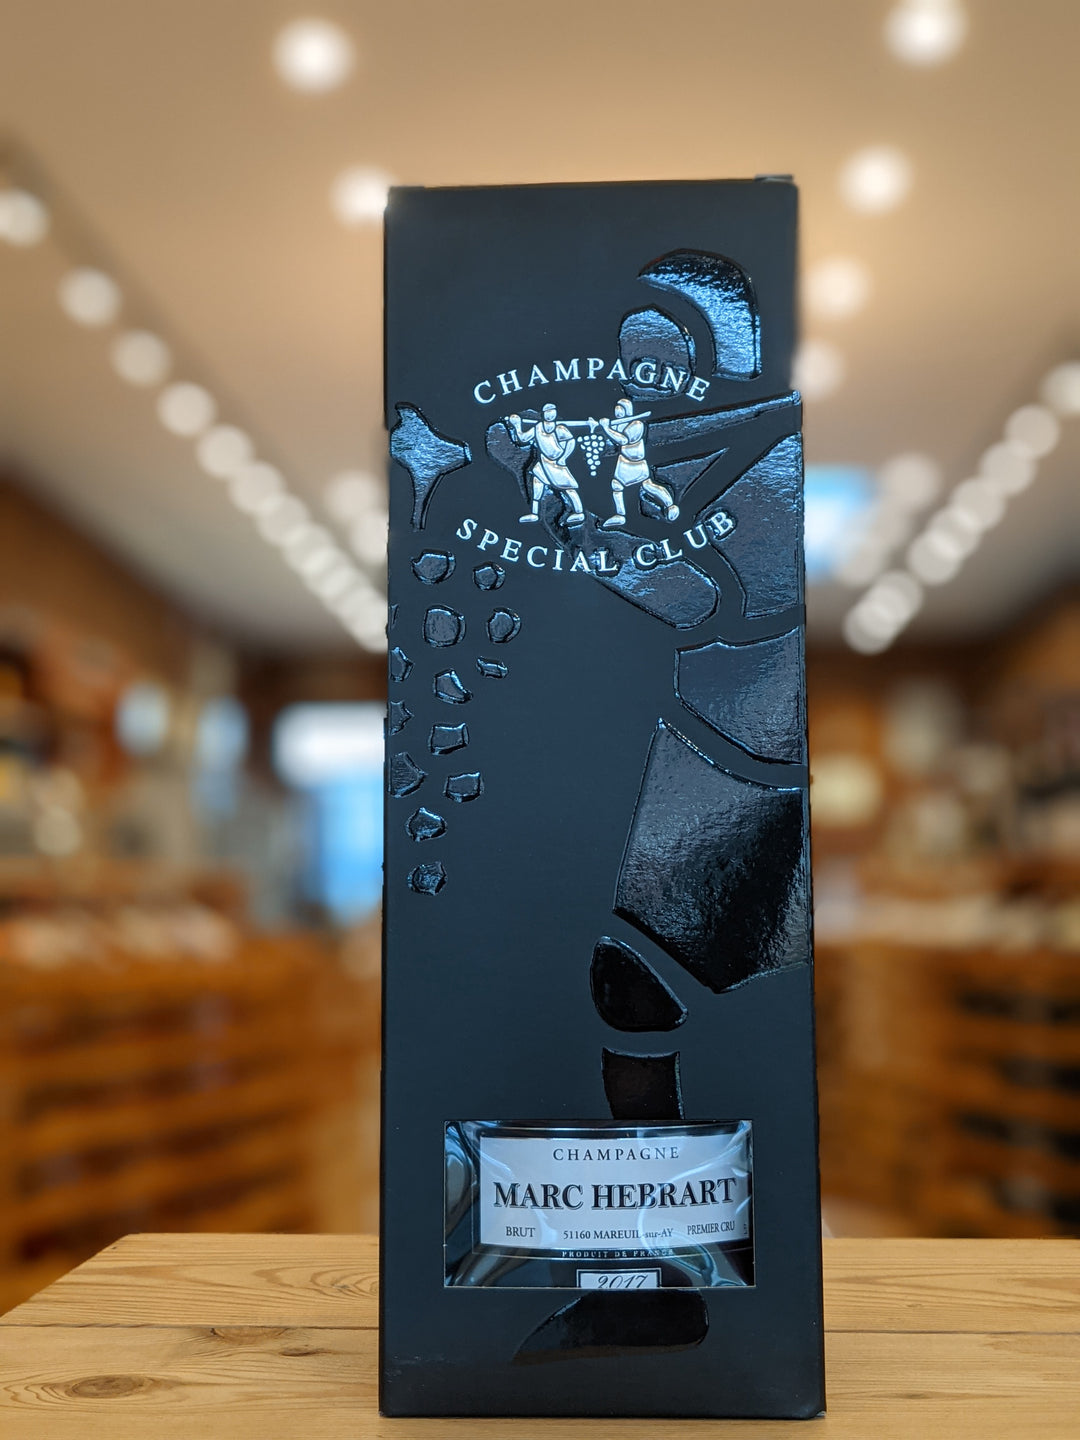 CHAMPAGNE
SPECIAL CLUB
CHAMPAGNE
MARC HEBRART
BRUT 51160 MAREUIL-sur-AY PREMIER CRU
PRODUIT DE FRANCE
2017